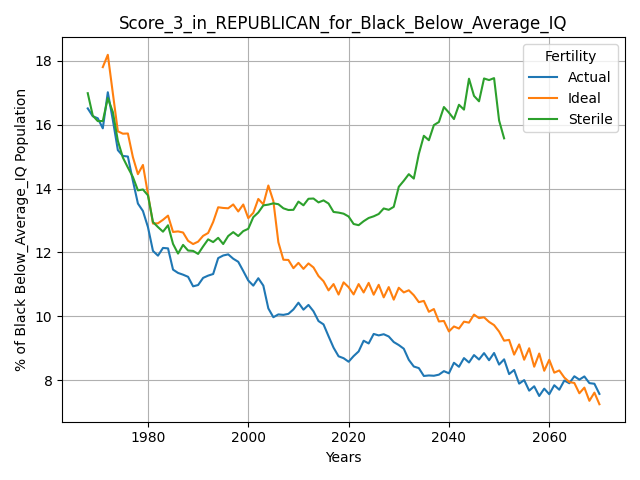 Score_3_in_REPUBLICAN_for_Black_Below_Average_IQ
% of Black Below_Average_IQ Population
18
16
14
12
10
8
Fertility
Actual
Ideal
Sterile
1980
2000
2020
2040
2060
Years